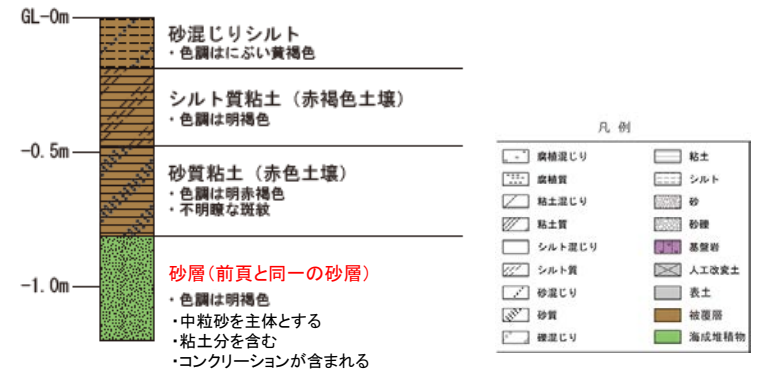 GL-0m
砂混じりシルト
・色調はにぶい黄褐色
シルト質粘土（赤褐色土壌）
・色調は明褐色
-0.5m
砂質粘土（赤色土壌）
・色調は明赤褐色
・不明瞭な斑紋
砂層（前頁と同一の砂層）
-1.0m
・色調は明褐色
・中粒砂を主体とする
・粘土分を含む
・コンクリーションが含まれる
凡 例
腐植混じり
腐植質
粘土混じり
粘土質
シルト混じり
シルト質
砂混じり
砂質
礫混じり
粘土
シルト
砂
砂礫
基盤岩
人工改変土
表土
被覆層
海成堆積物